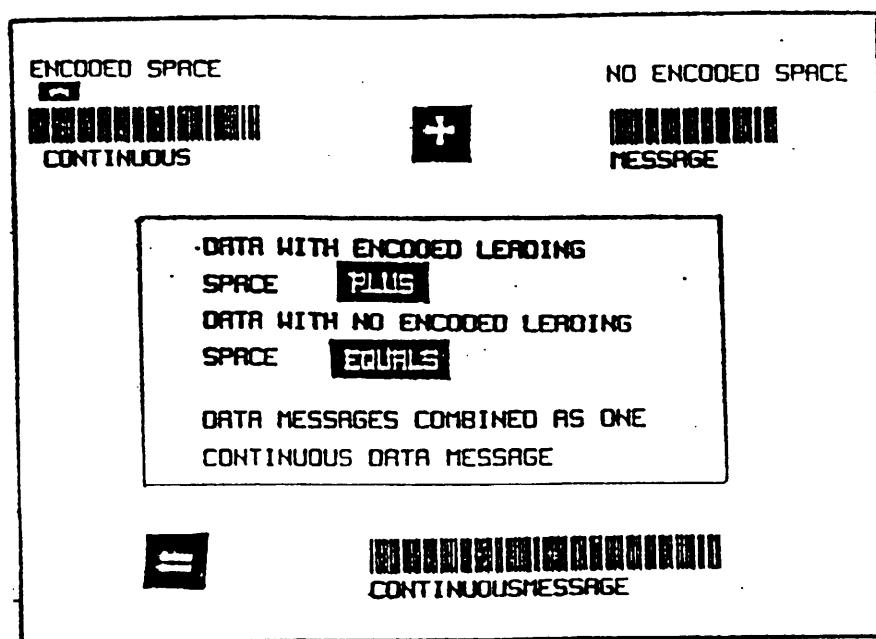 ENCODED SPACE
NO ENCODED SPACE
+
CONTINUOUS
MESSAGE
DATA WITH ENCODED LEADING
SPACE PLUS
DATA WITH NO ENCODED LEADING
SPACE EQUALS
DATA MESSAGES COMBINED AS ONE
CONTINUOUS DATA MESSAGE
=
CONTINUOUSMESSAGE